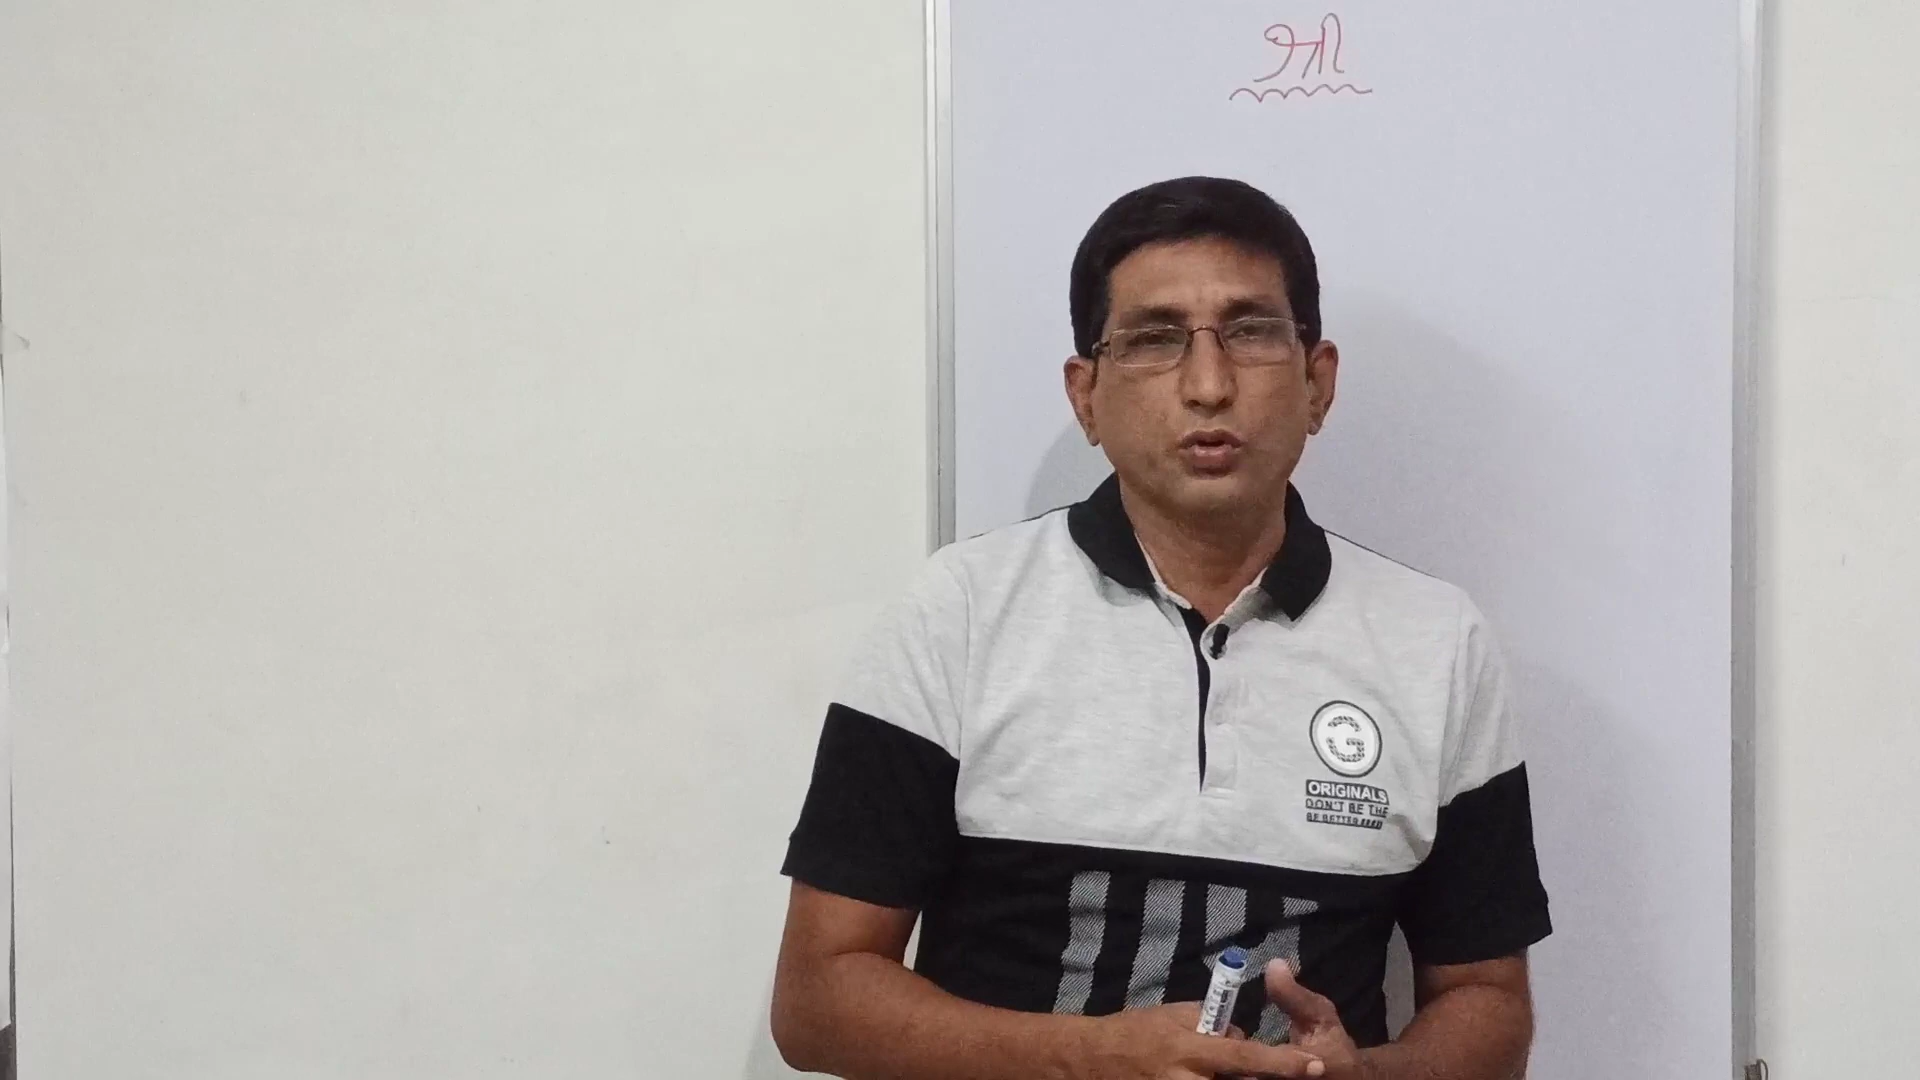 श्री
G
ORIGINALS
DON'T BE THE
BE BETTER